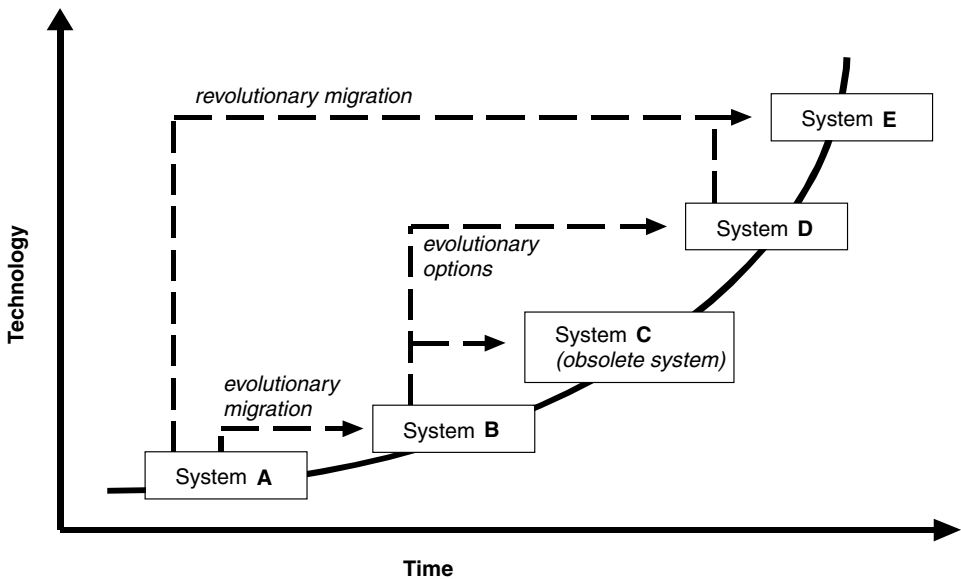 revolutionary migration
System E
System D
evolutionary
options
System C
(obsolete system)
evolutionary
migration
System B
System A
Technology
Time